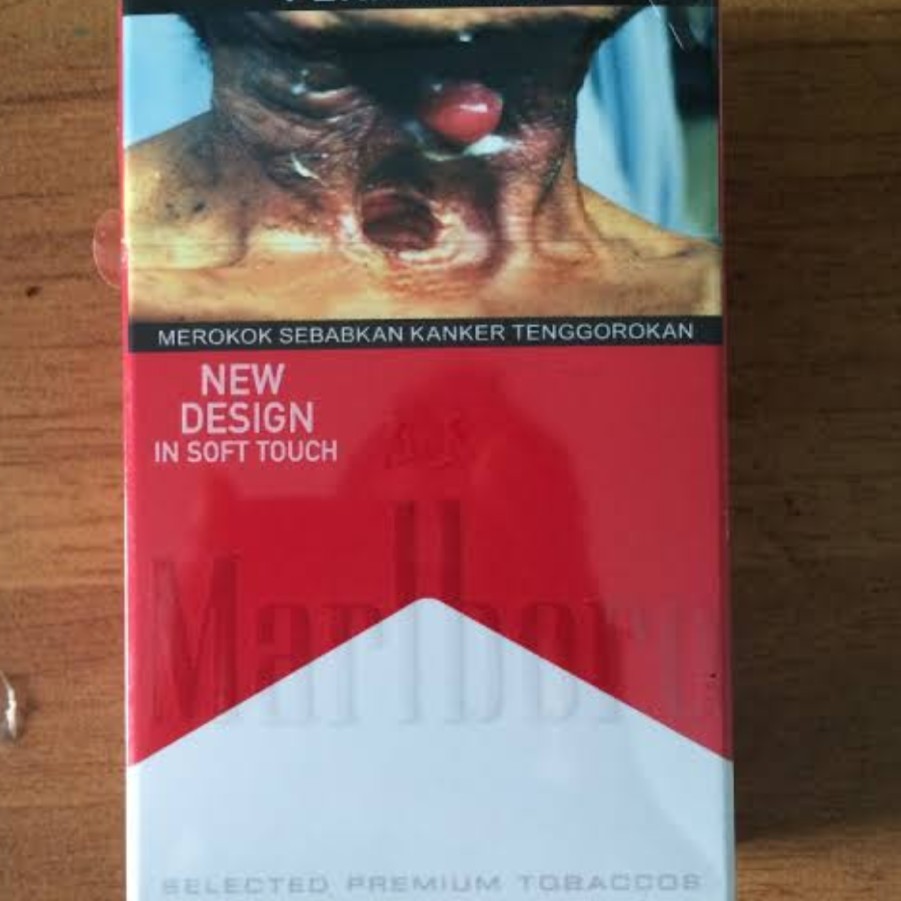 MEROKOK SEBABKAN KANKER TENGGOROKAN
NEW
DESIGN
IN SOFT TOUCH
Marlboro
SELECTED PREMIUM TOBACCOS